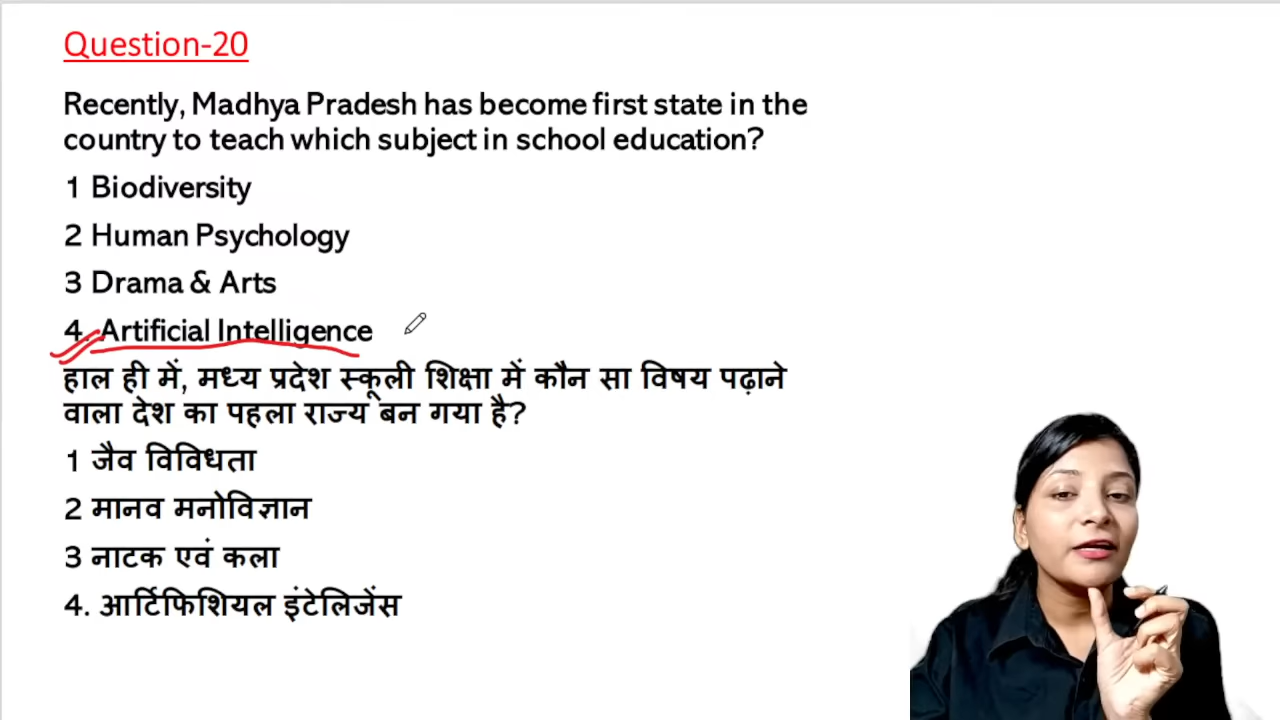 Question-20
Recently, Madhya Pradesh has become first state in the
country to teach which subject in school education?
1 Biodiversity
2 Human Psychology
3 Drama & Arts
4. Artificial Intelligence
हाल ही में, मध्य प्रदेश स्कूली शिक्षा में कौन सा विषय पढ़ाने
वाला देश का पहला राज्य बन गया है?
1 जैव विविधता
2 मानव मनोविज्ञान
3 नाटक एवं कला
4. आर्टिफिशियल इंटेलिजेंस